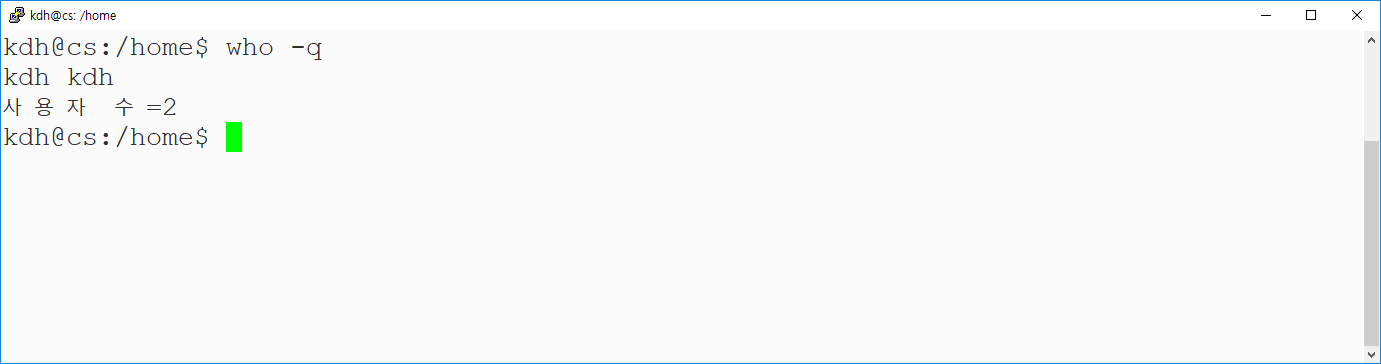 kdh@cs: /home
kdh@cs:/home$ who -q
kdh kdh
사용자 수=2
kdh@cs:/home$